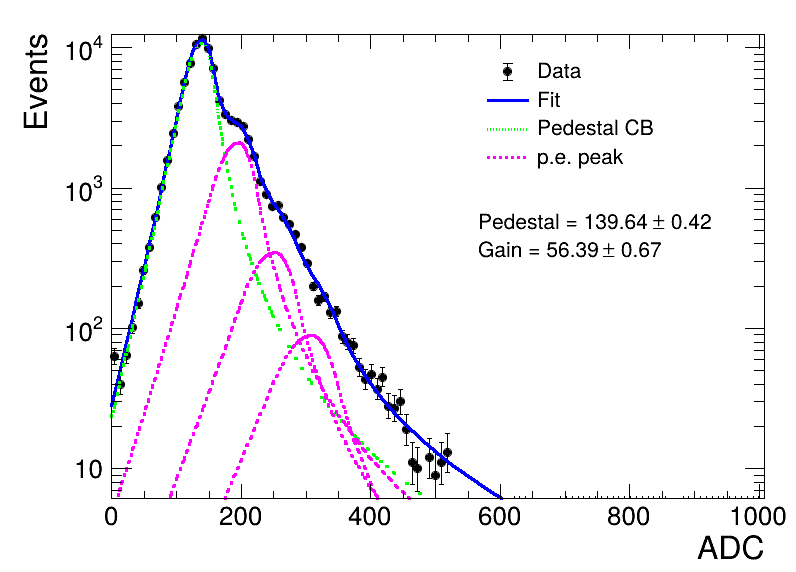 Events
10⁴
10³
10²
10
Data
Fit
Pedestal CB
p.e. peak
Pedestal = 139.64 ± 0.42
Gain = 56.39 ± 0.67
0 200 400 600 800 1000
ADC